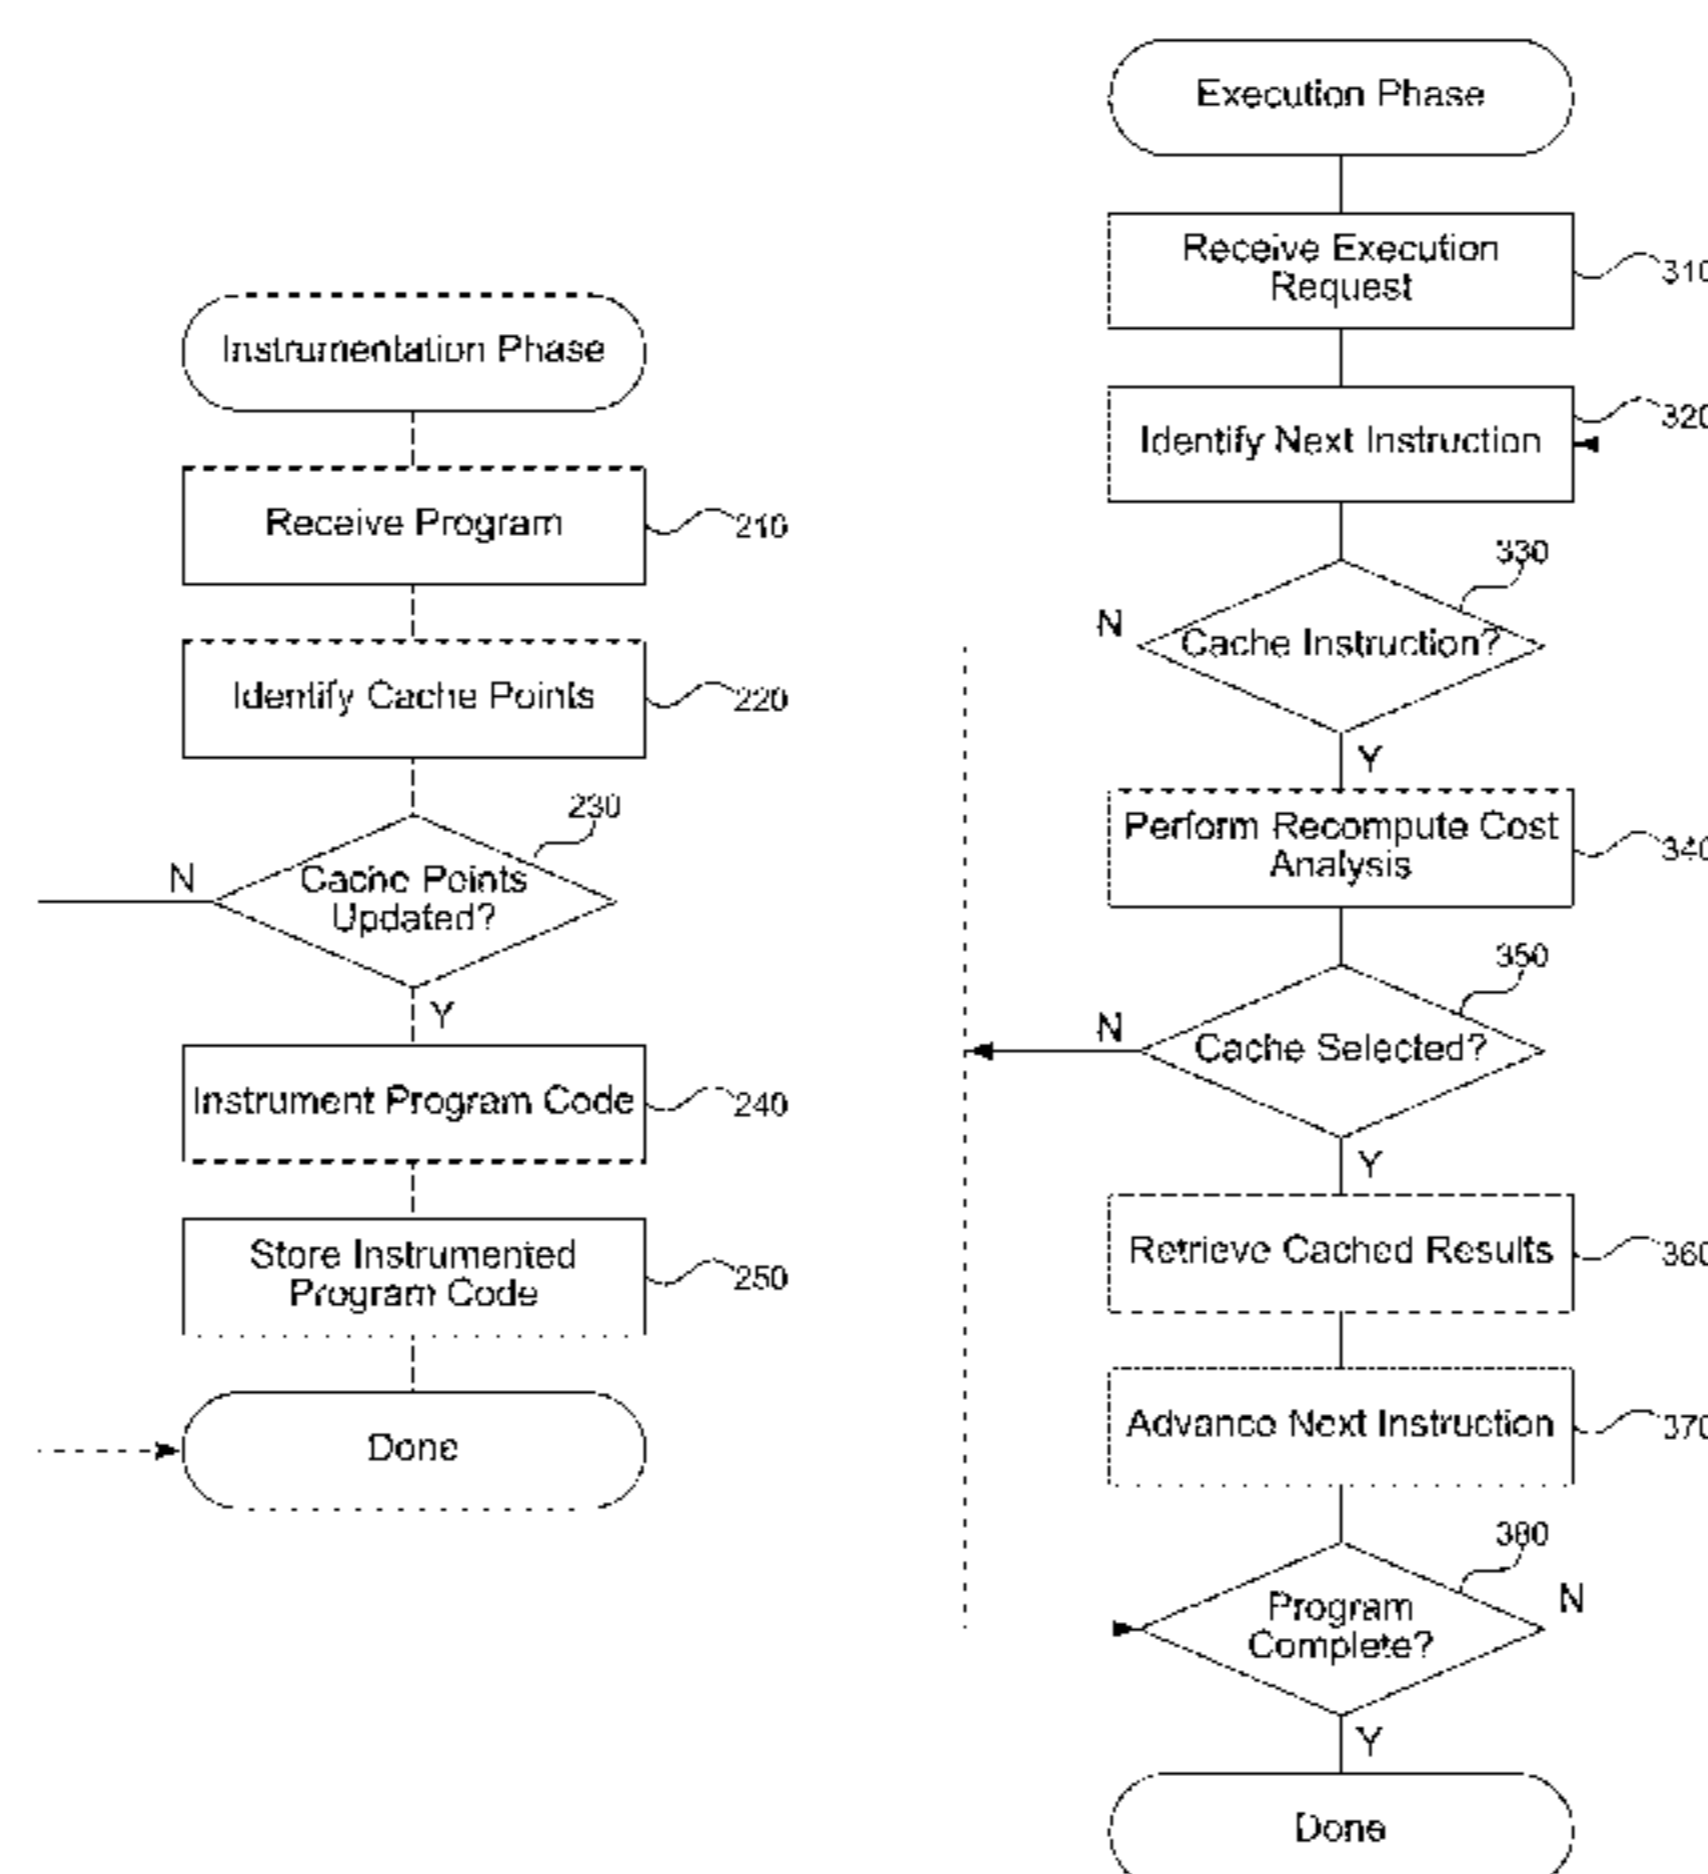 Instrumentation Phase
Receive Program
210
Identify Cache Points
220
230
N
Cache Points
Updated?
Y
Instrument Program Code
240
Store Instrumented
Program Code
250
Done
Execution Phase
Receive Execution
Request
310
Identify Next Instruction
320
330
N
Cache Instruction?
Y
Perform Recompute Cost
Analysis
340
350
N
Cache Selected?
Y
Retrieve Cached Results
360
Advance Next Instruction
370
380
N
Program
Complete?
Y
Done